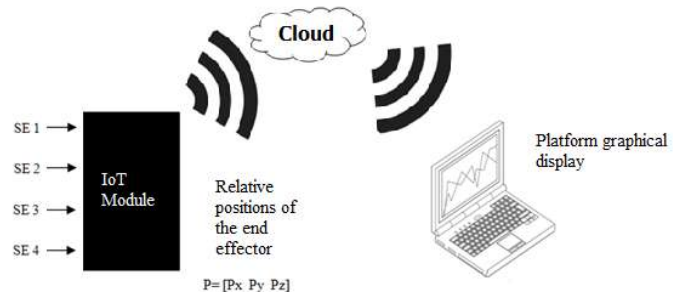 Cloud
SE 1
SE 2
SE 3
SE 4
IoT
Module
Relative
positions of
the end
effector
P= [Px Py Pz]
Platform graphical
display